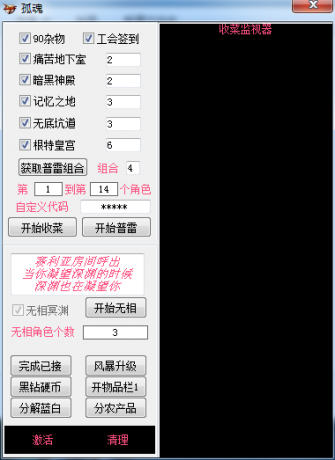 孤魂
收菜监视器
90杂物 工会签到
痛苦地下室 2
暗黑神殿 2
记忆之地 3
无底坑道 3
根特皇宫 6
获取普雷组合 组合 4
第 1 到第 14 个角色
自定义代码 *****
开始收菜 开始普雷
赛利亚房间呼出
当你凝望深渊的时候
深渊也在凝望你
无相冥渊 开始无相
无相角色个数 3
完成已接 风暴升级
黑钻硬币 开物品栏1
分解蓝白 分农产品
激活 清理